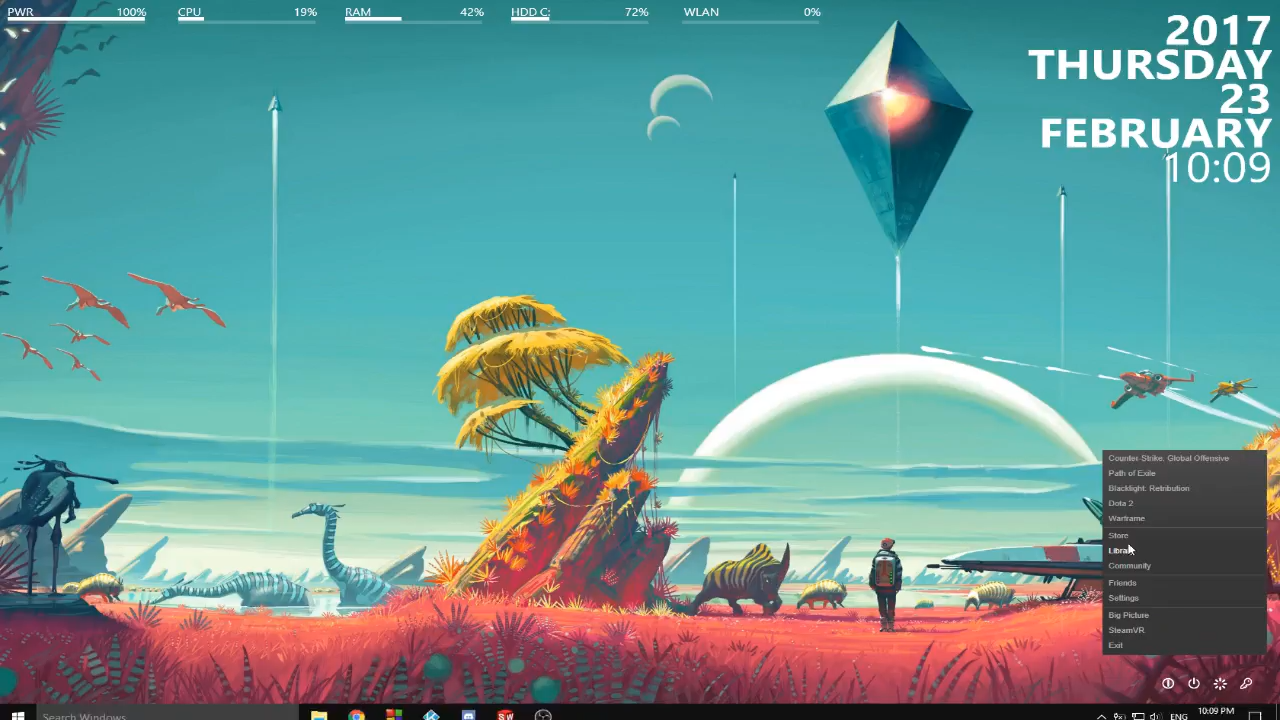 PWR 100% CPU 19% RAM 42% HDD C: 72% WLAN 0%
2017
THURSDAY
23
FEBRUARY
10:09
Counter-Strike: Global Offensive
Path of Exile
Blacklight: Retribution
Dota 2
Warframe
Store
Library
Community
Friends
Settings
Big Picture
SteamVR
Exit
Search Windows
ENG
10:09 PM